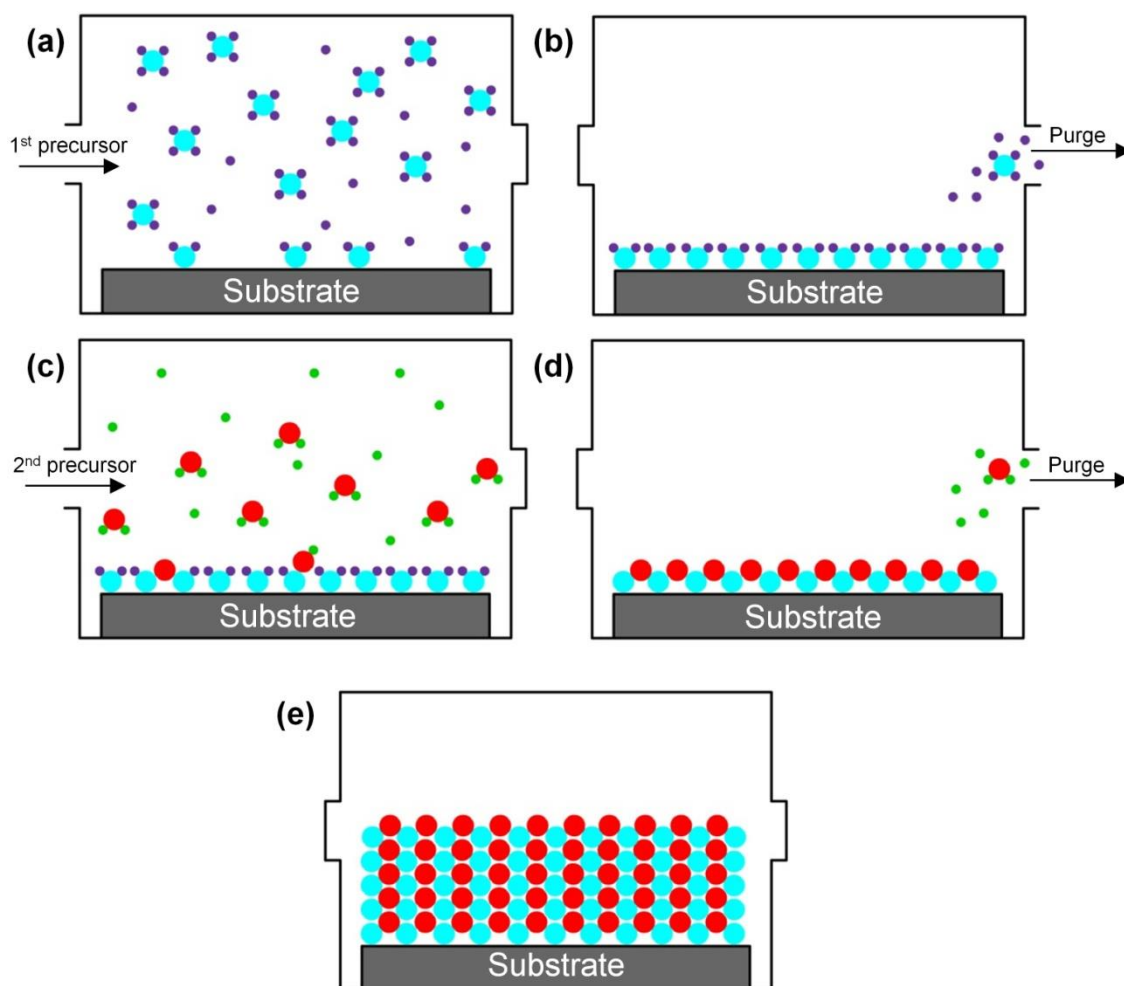 (a)
1st precursor
Substrate
(b)
Purge
Substrate
(c)
2nd precursor
Substrate
(d)
Purge
Substrate
(e)
Substrate